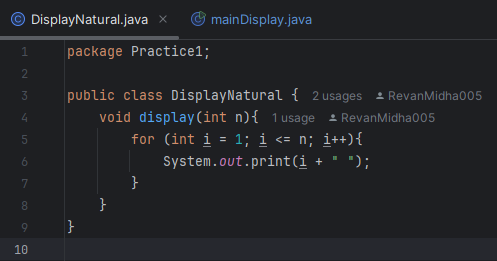 DisplayNatural.java × mainDisplay.java
1 package Practice1;
2
3 public class DisplayNatural { 2 usages RevanMidha005
4 void display(int n){ 1 usage RevanMidha005
5 for (int i = 1; i <= n; i++){
6 System.out.print(i + " ");
7 }
8 }
9 }
10